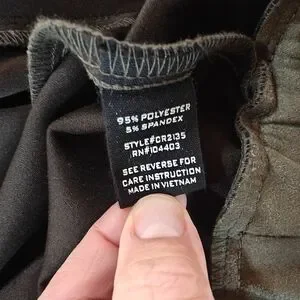 95% POLYESTER
5% SPANDEX
STYLE#CR2135
RN#104403
SEE REVERSE FOR
CARE INSTRUCTION
MADE IN VIETNAM